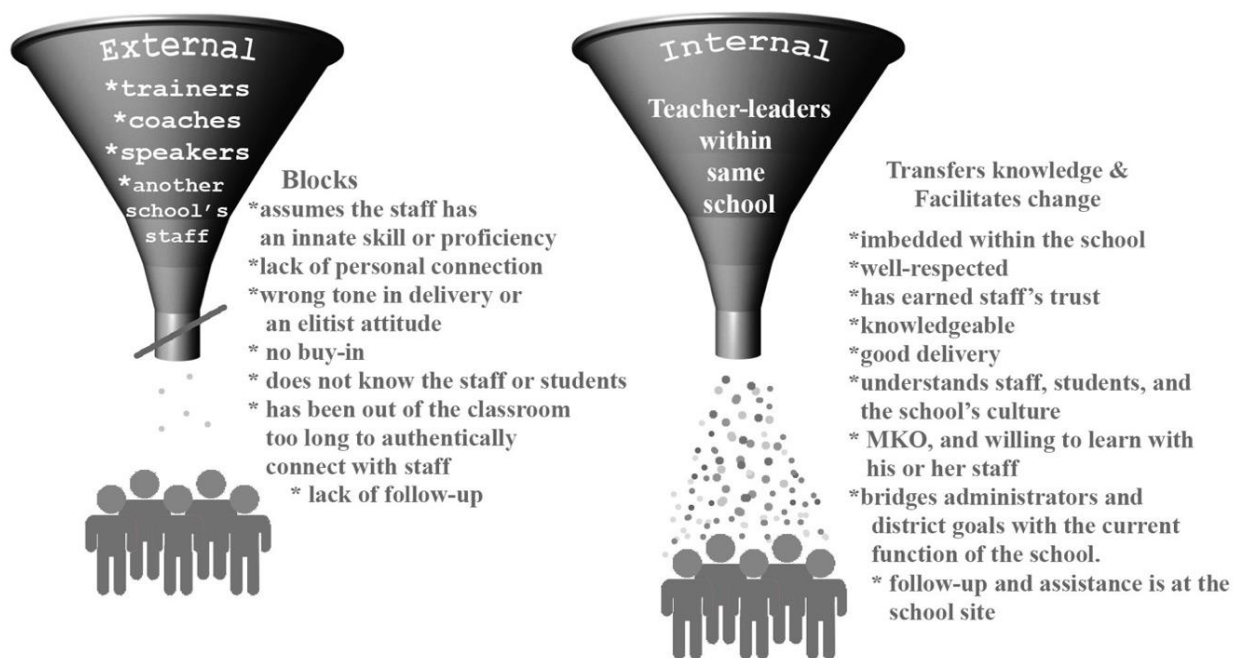 External
*trainers
*coaches
*speakers
*another
school's
staff
Blocks
*assumes the staff has
an innate skill or proficiency
*lack of personal connection
*wrong tone in delivery or
an elitist attitude
* no buy-in
* does not know the staff or students
* has been out of the classroom
too long to authentically
connect with staff
* lack of follow-up
Internal
Teacher-leaders
within
same
school
Transfers knowledge &
Facilitates change
*imbedded within the school
*well-respected
*has earned staff's trust
*knowledgeable
*good delivery
*understands staff, students, and
the school's culture
* MKO, and willing to learn with
his or her staff
*bridges administrators and
district goals with the current
function of the school.
* follow-up and assistance is at the
school site